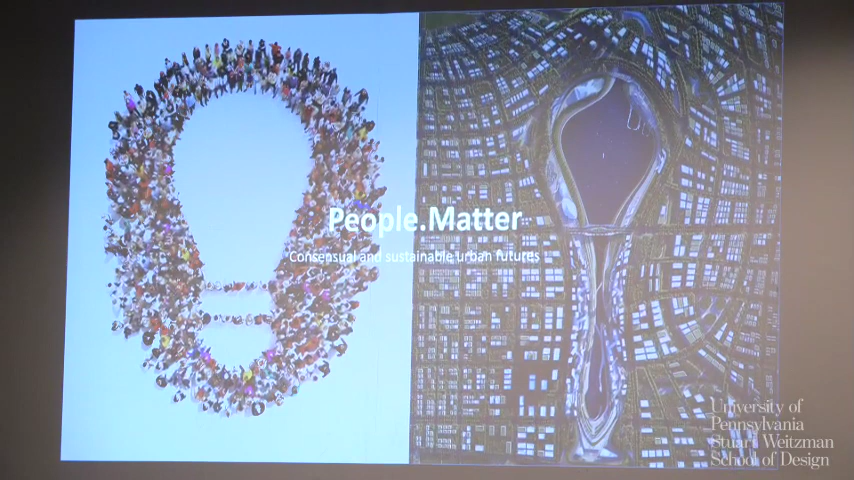 People.Matter
Consensual and sustainable urban futures
University of
Pennsylvania
Stuart Weitzman
School of Design